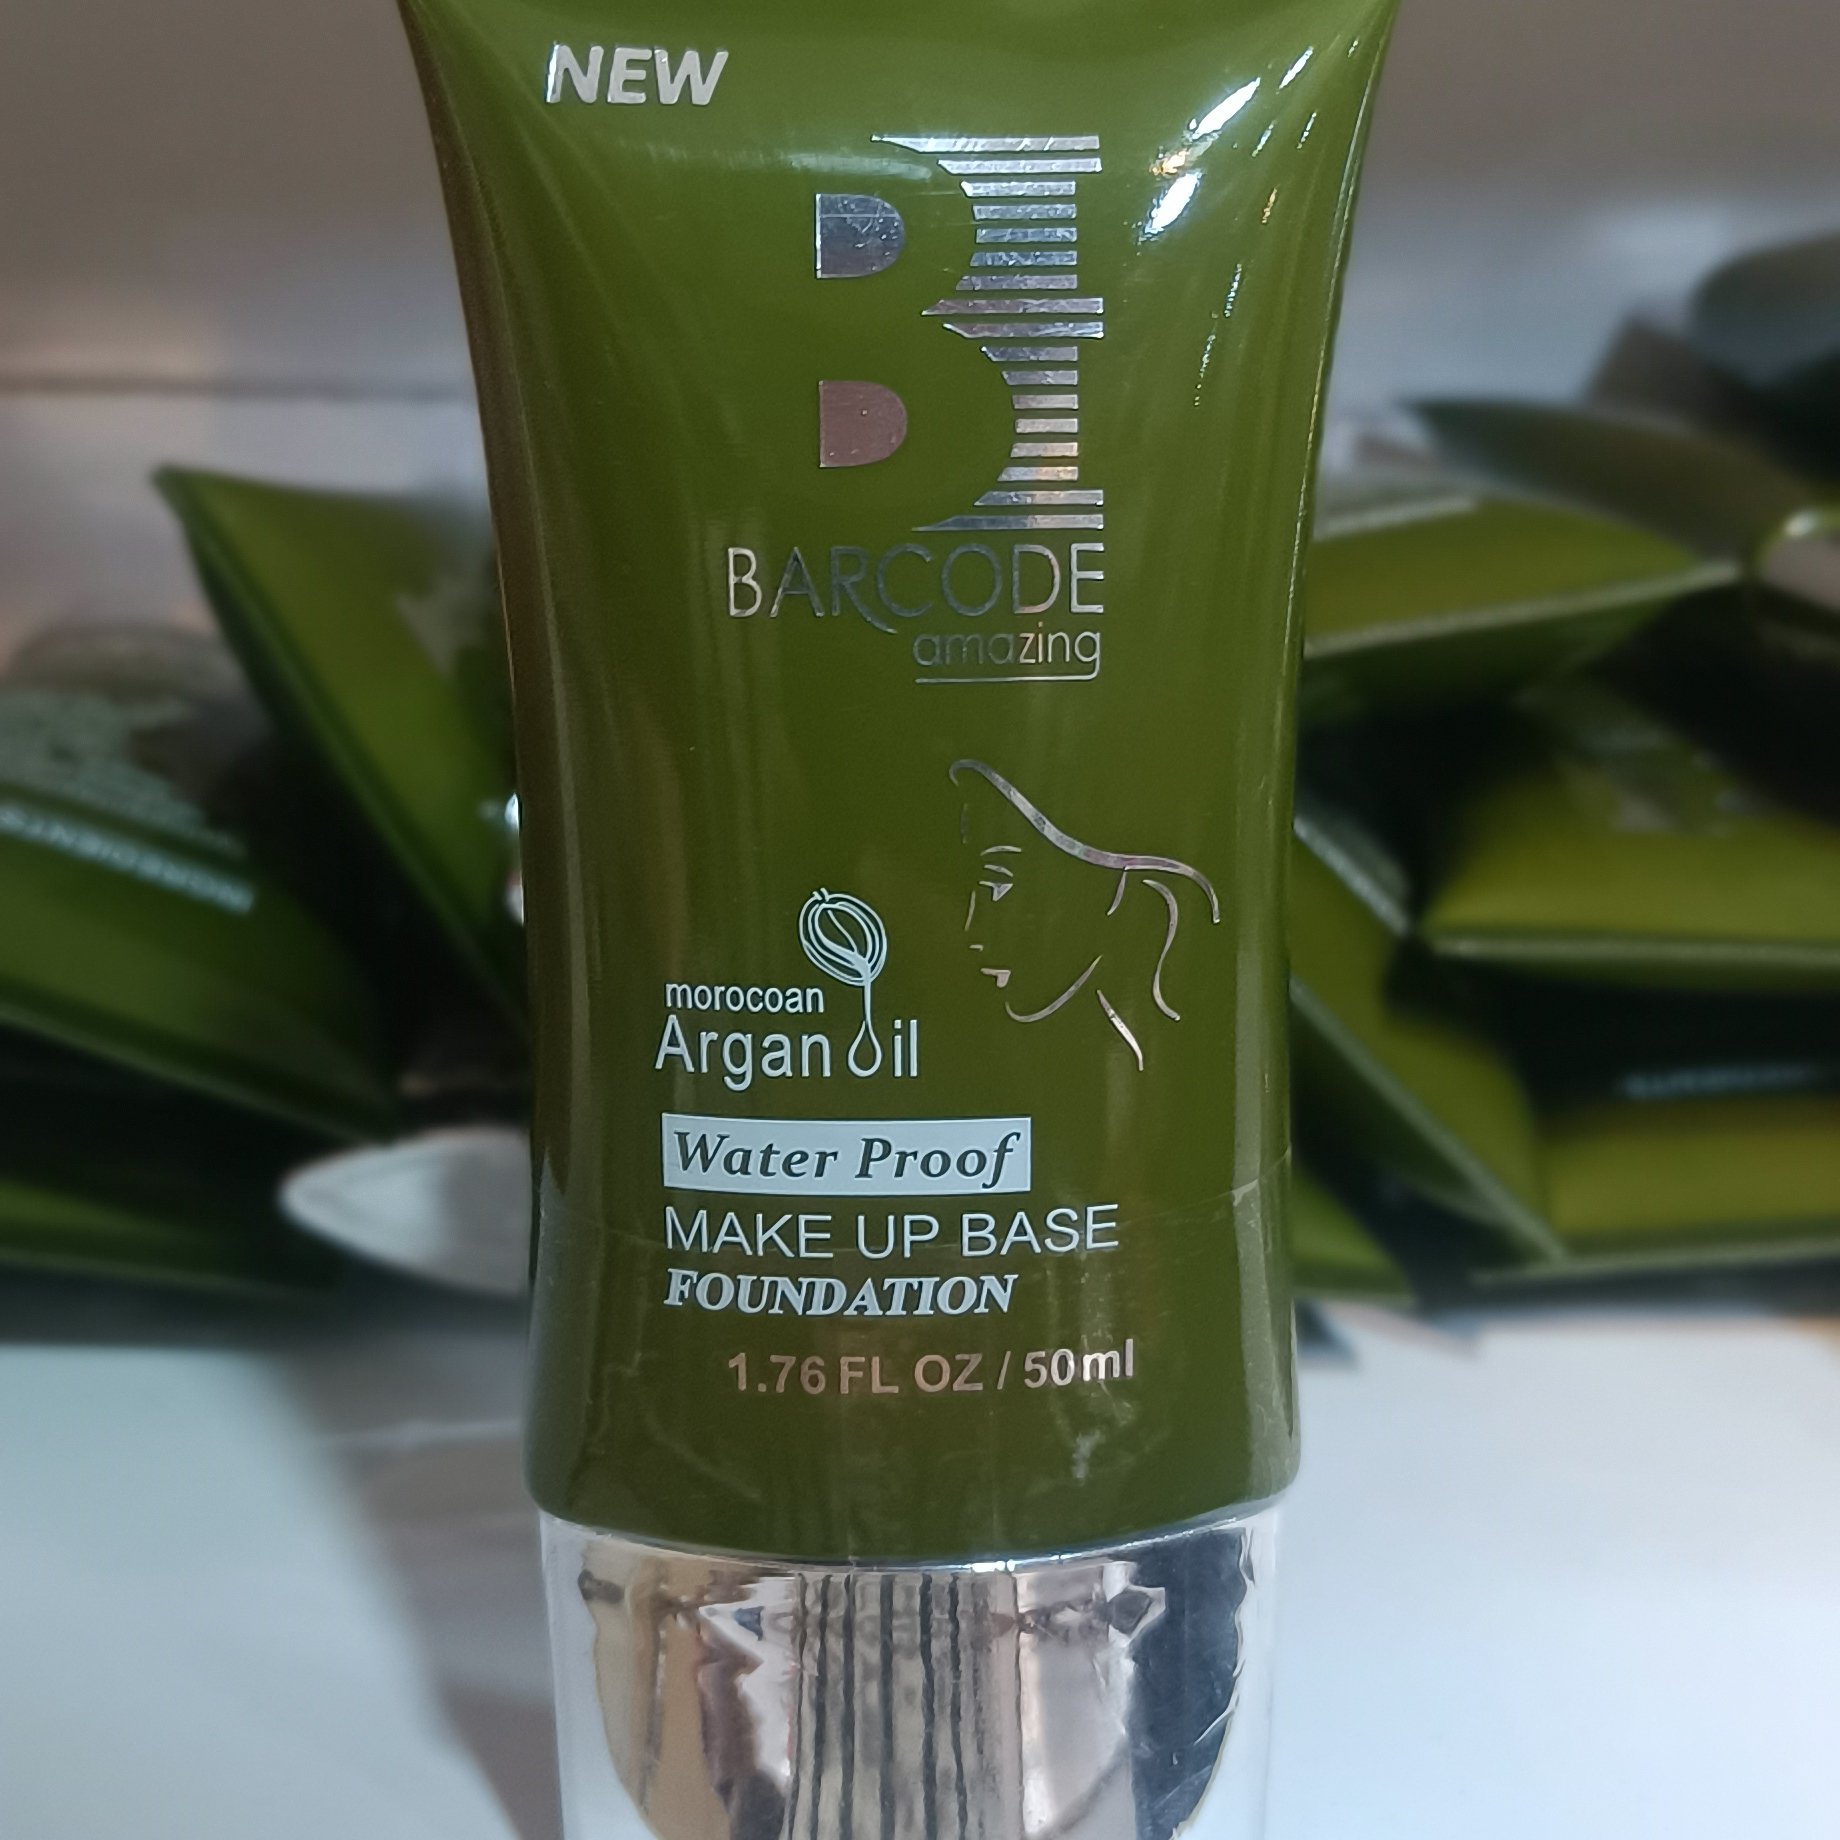 NEW
B
BARCODE
amazing
morocoan
Argan Oil
Water Proof
MAKE UP BASE
FOUNDATION
1.76 FL OZ / 50ml